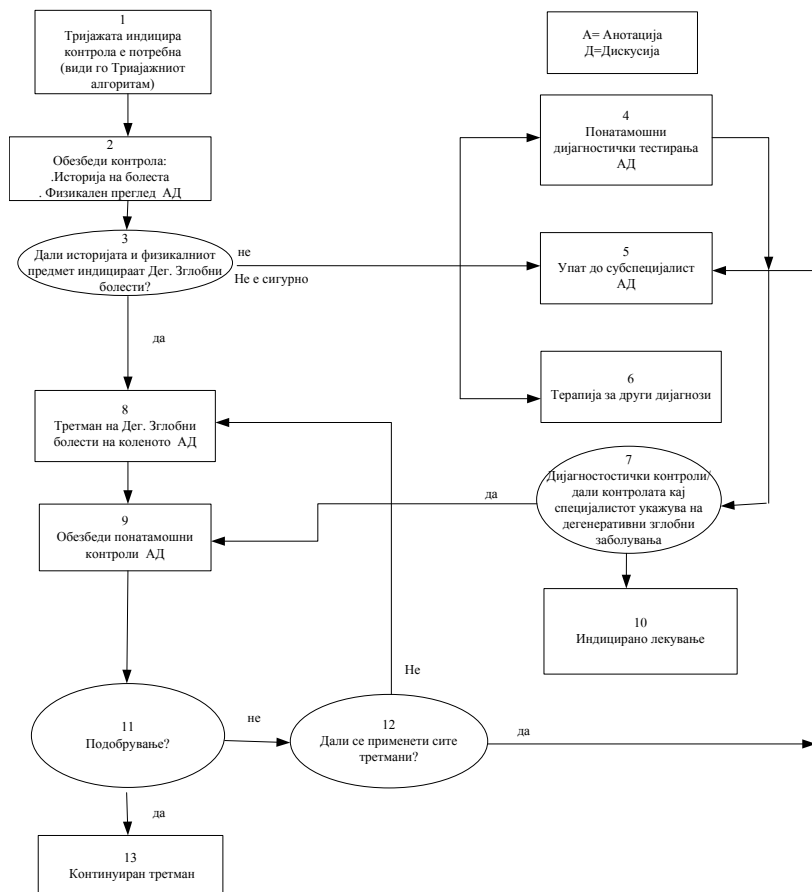 1
Тријажата индицира
контрола е потребна
(види го Триајажниот
алгоритам)
А= Анотација
Д=Дискусија
2
Обезбеди контрола:
.Историја на болеста
. Физикален преглед АД
3
Дали историјата и физикалниот
предмет индицираат Дег. Зглобни
болести?
не
Не е сигурно
да
4
Понатамошни
дијагностички тестирања
АД
5
Упат до субспецијалист
АД
6
Терапија за други дијагнози
8
Третман на Дег. Зглобни
болести на коленото АД
7
Дијагностостички контроли/
дали контролата кај
специјалистот укажува на
дегенеративни зглобни
заболувања
да
9
Обезбеди понатамошни
контроли АД
10
Индицирано лекување
Не
11
Подобрување?
не
12
Дали се применети сите
третмани?
да
да
13
Континуиран третман